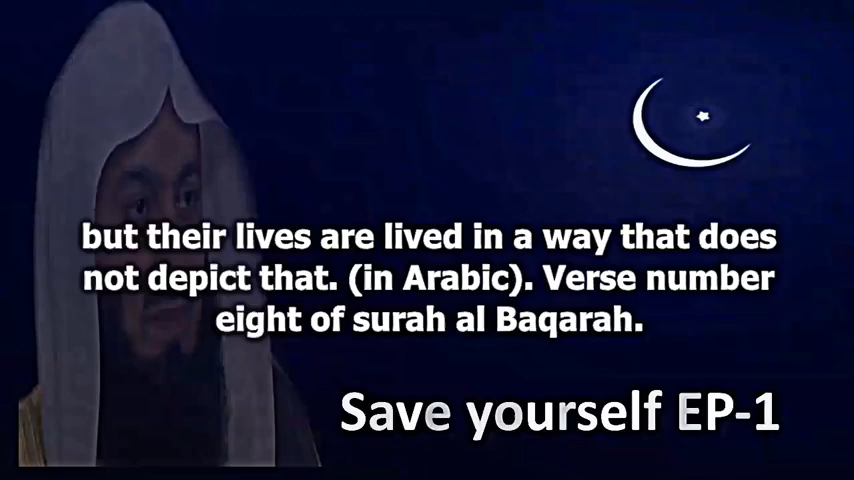 but their lives are lived in a way that does
not depict that. (in Arabic). Verse number
eight of surah al Baqarah.
Save yourself EP-1